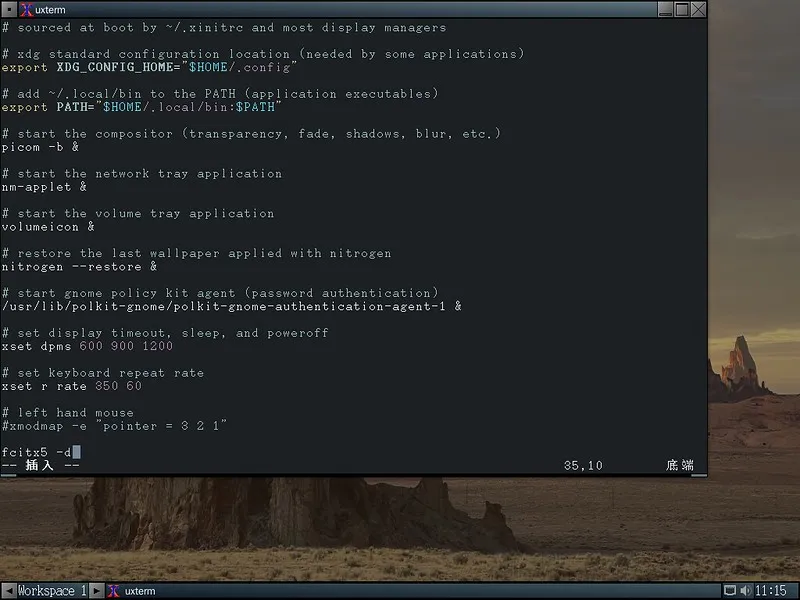 uxterm
# sourced at boot by ~/.xinitrc and most display managers
# xdg standard configuration location (needed by some applications)
export XDG_CONFIG_HOME="$HOME/.config"
# add ~/.local/bin to the PATH (application executables)
export PATH="$HOME/.local/bin:$PATH"
# start the compositor (transparency, fade, shadows, blur, etc.)
picom -b &
# start the network tray application
nm-applet &
# start the volume tray application
volumeicon &
# restore the last wallpaper applied with nitrogen
nitrogen --restore &
# start gnome policy kit agent (password authentication)
/usr/lib/polkit-gnome/polkit-gnome-authentication-agent-1 &
# set display timeout, sleep, and poweroff
xset dpms 600 900 1200
# set keyboard repeat rate
xset r rate 350 60
# left hand mouse
#xmodmap -e "pointer = 3 2 1"
fcitx5 -d
-- 插入 -- 35,10 底端
Workspace 1 uxterm 11:15